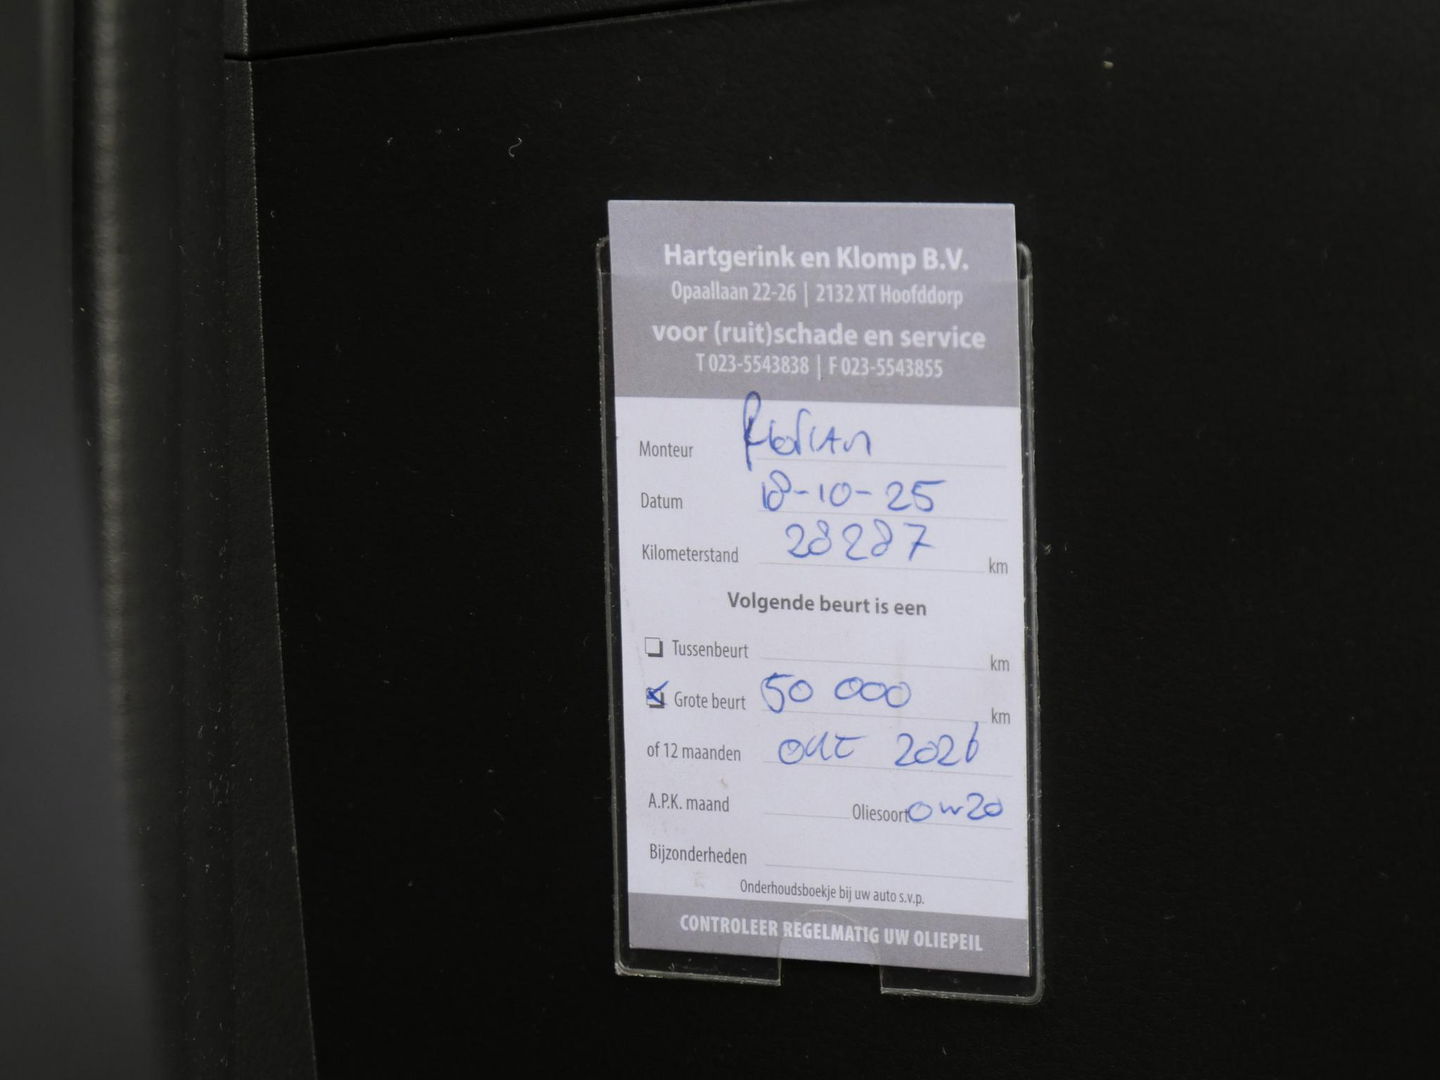 Hartgerink en Klomp B.V.
Opaallaan 22-26 | 2132 XT Hoofddorp
voor (ruit)schade en service
T 023-5543838 | F 023-5543855
Monteur Florian
Datum 18-10-25
Kilometerstand 28287 km
Volgende beurt is een
Tussenbeurt km
Grote beurt 50 000 km
of 12 maanden okt 2026
A.P.K. maand Oliesoort 0w20
Bijzonderheden
Onderhoudsboekje bij uw auto s.v.p.
CONTROLEER REGELMATIG UW OLIEPEIL